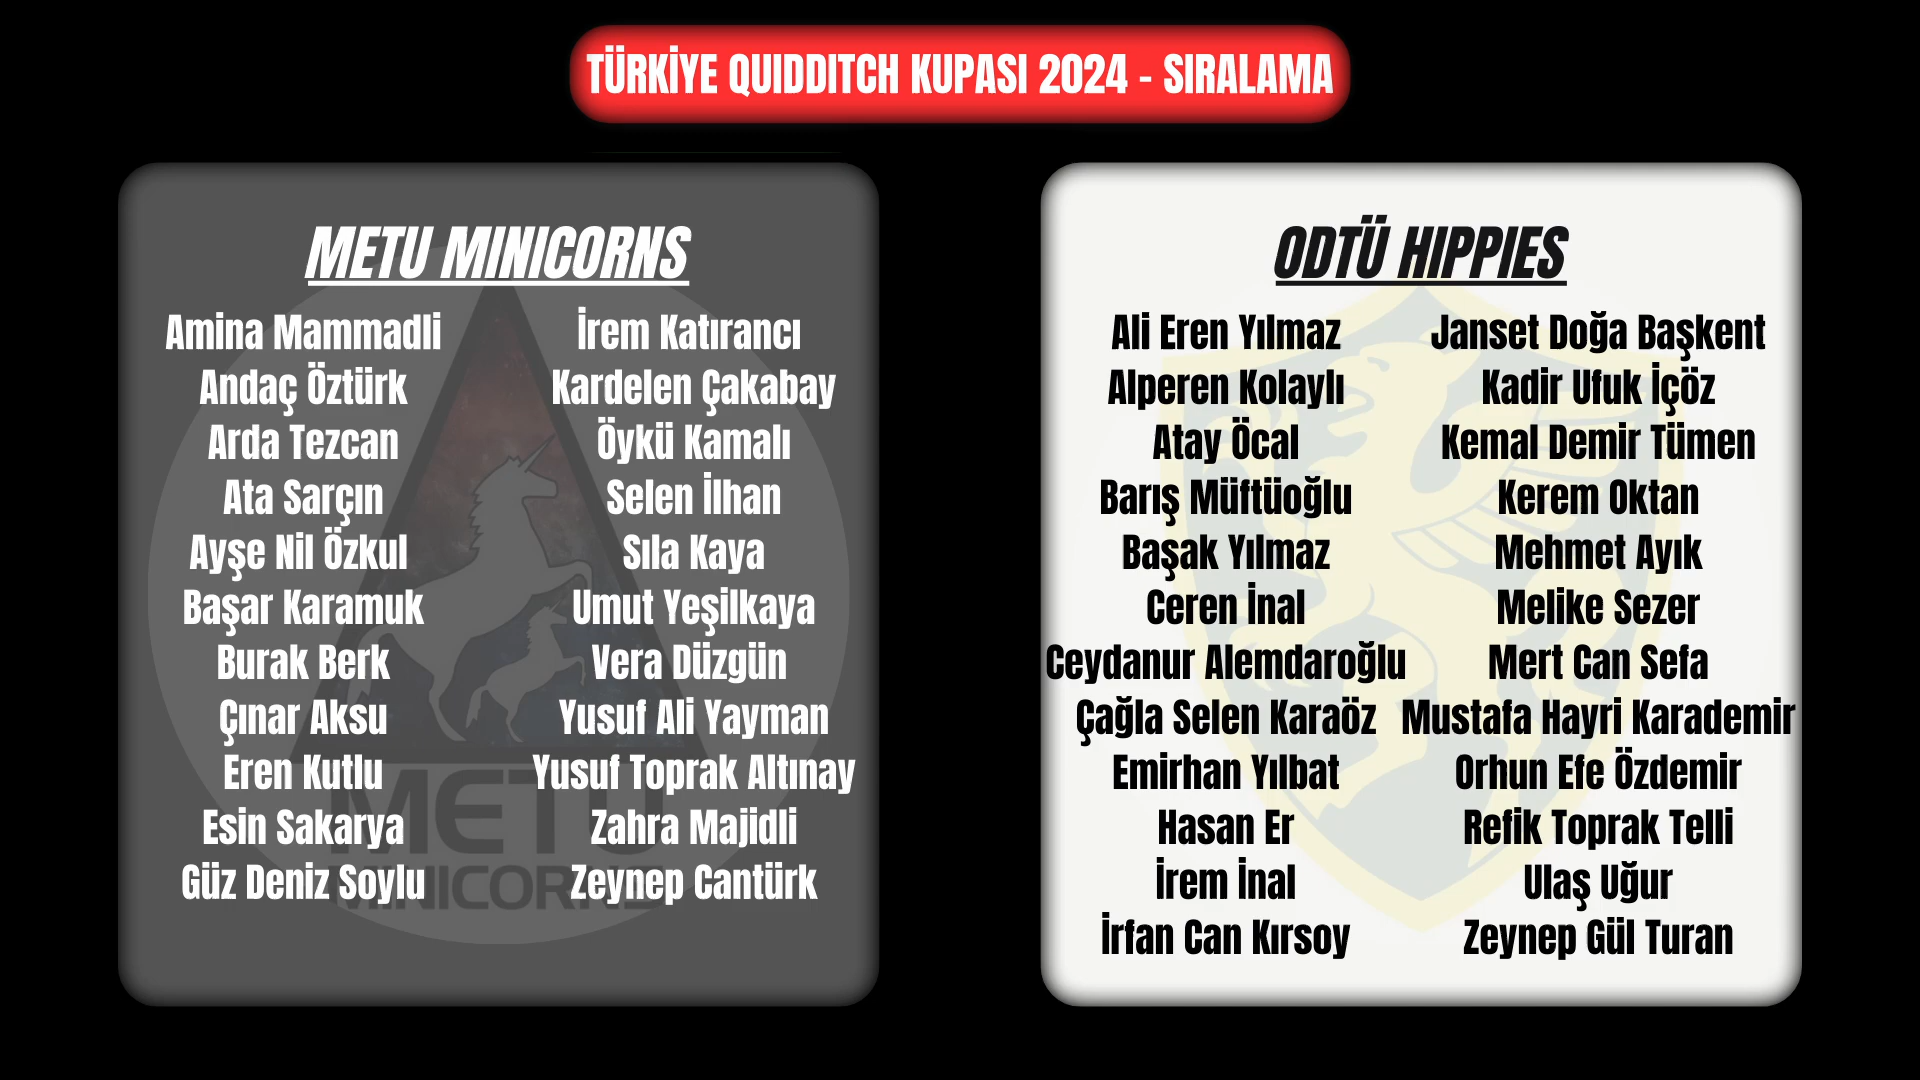 TÜRKİYE QUIDDITCH KUPASI 2024 - SIRALAMA
METU MINICORNS
Amina Mammadli
Andaç Öztürk
Arda Tezcan
Ata Sarçın
Ayşe Nil Özkul
Başar Karamuk
Burak Berk
Çınar Aksu
Eren Kutlu
Esin Sakarya
Güz Deniz Soylu
İrem Katırancı
Kardelen Çakabay
Öykü Kamalı
Selen İlhan
Sıla Kaya
Umut Yeşilkaya
Vera Düzgün
Yusuf Ali Yayman
Yusuf Toprak Altınay
Zahra Majidli
Zeynep Cantürk
METU
MINICORNS
ODTÜ HIPPIES
Ali Eren Yılmaz
Alperen Kolaylı
Atay Öcal
Barış Müftüoğlu
Başak Yılmaz
Ceren İnal
Ceydanur Alemdaroğlu
Çağla Selen Karaöz
Emirhan Yılbat
Hasan Er
İrem İnal
İrfan Can Kırsoy
Janset Doğa Başkent
Kadir Ufuk İçöz
Kemal Demir Tümen
Kerem Oktan
Mehmet Ayık
Melike Sezer
Mert Can Sefa
Mustafa Hayri Karademir
Orhun Efe Özdemir
Refik Toprak Telli
Ulaş Uğur
Zeynep Gül Turan